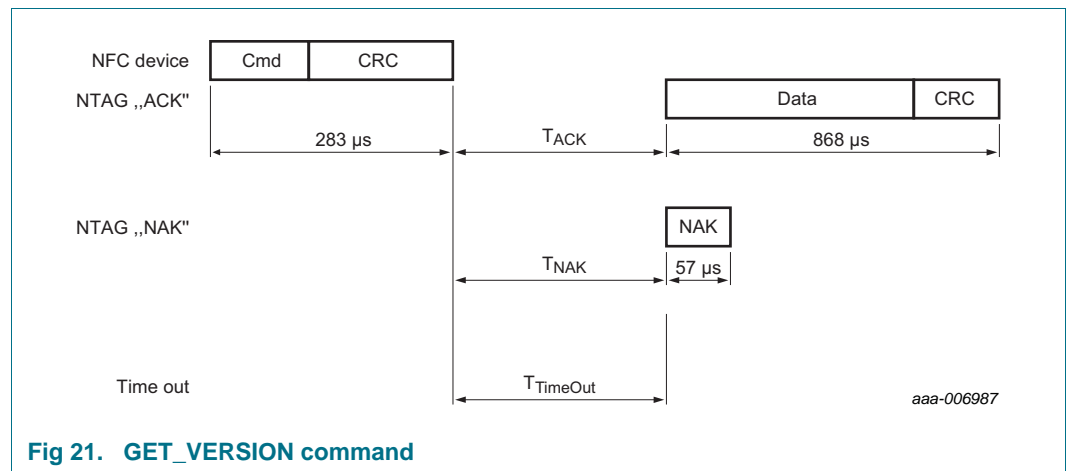 NFC device Cmd CRC
NTAG ,,ACK" Data CRC
283 µs TACK 868 µs
NTAG ,,NAK" NAK
TNAK 57 µs
Time out TTimeOut aaa-006987
Fig 21. GET_VERSION command